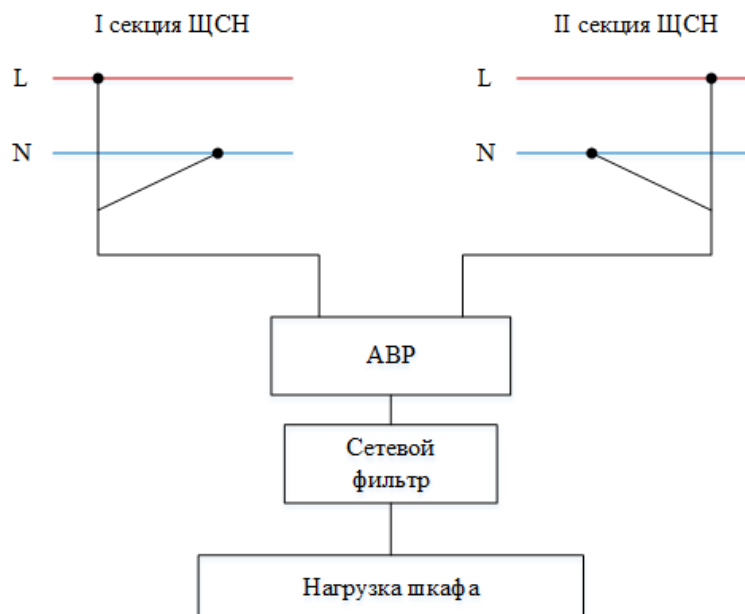 I секция ЩСН
II секция ЩСН
L
L
N
N
АВР
Сетевой
фильтр
Нагрузка шкафа